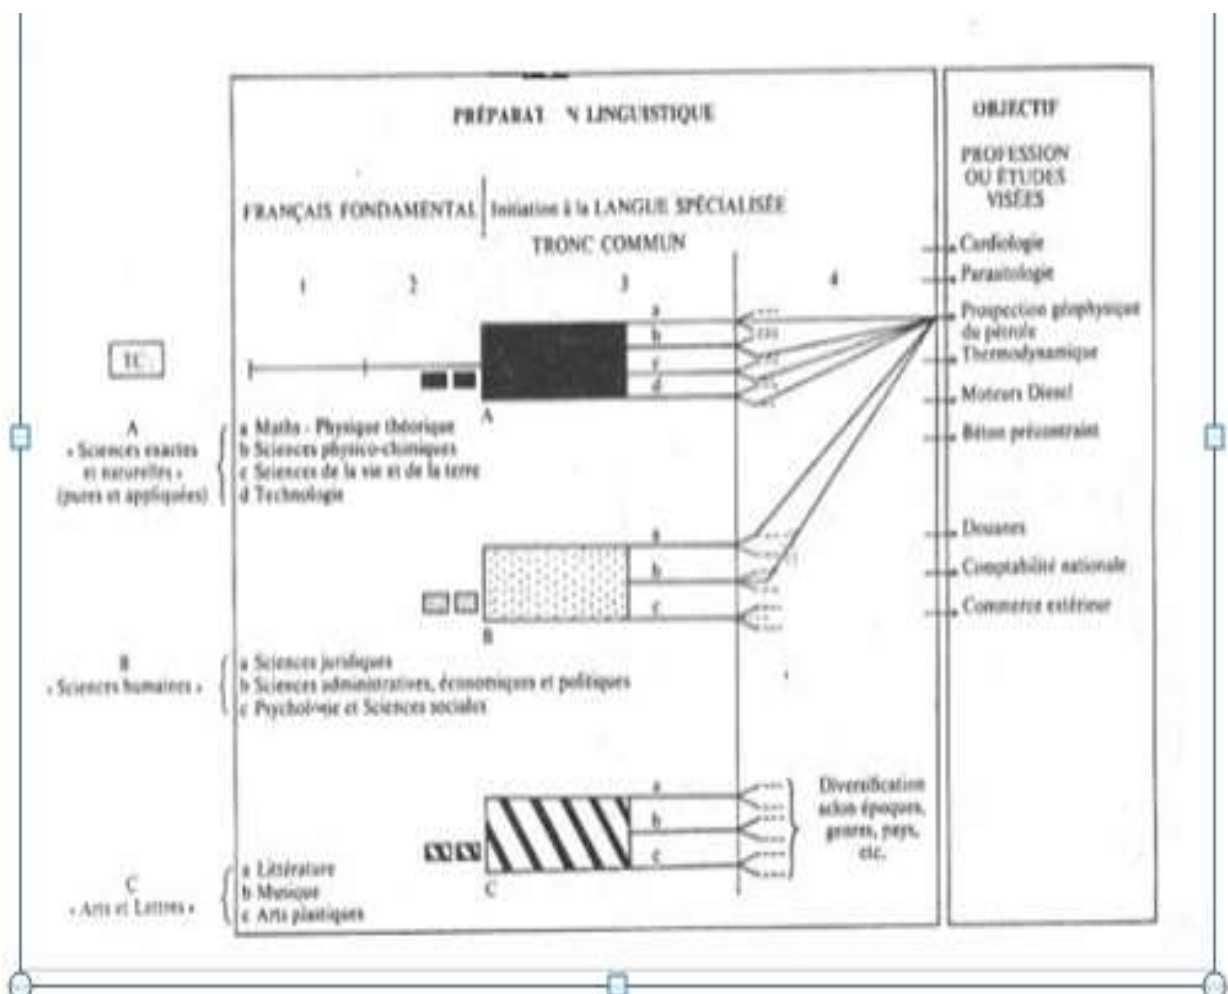 PRÉPARAT N LINGUISTIQUE
OBJECTIF
PROFESSION
OU ÉTUDES
VISÉES
FRANÇAIS FONDAMENTAL
Initiation à la LANGUE SPÉCIALISÉE
TRONC COMMUN
1
2
3
4
Cardiologie
Parasitologie
Prospection géophysique
du pétrole
Thermodynamique
Moteurs Diesel
Béton précontraint
Douanes
Comptabilité nationale
Commerce extérieur
a
b
c
d
A
A
« Sciences exactes
et naturelles »
(pures et appliquées)
a Maths - Physique théorique
b Sciences physico-chimiques
c Sciences de la vie et de la terre
d Technologie
a
b
c
B
B
« Sciences humaines »
a Sciences juridiques
b Sciences administratives, économiques et politiques
c Psychologie et Sciences sociales
a
b
c
C
Diversification
selon époques,
genres, pays,
etc.
C
« Arts et Lettres »
a Littérature
b Musique
c Arts plastiques